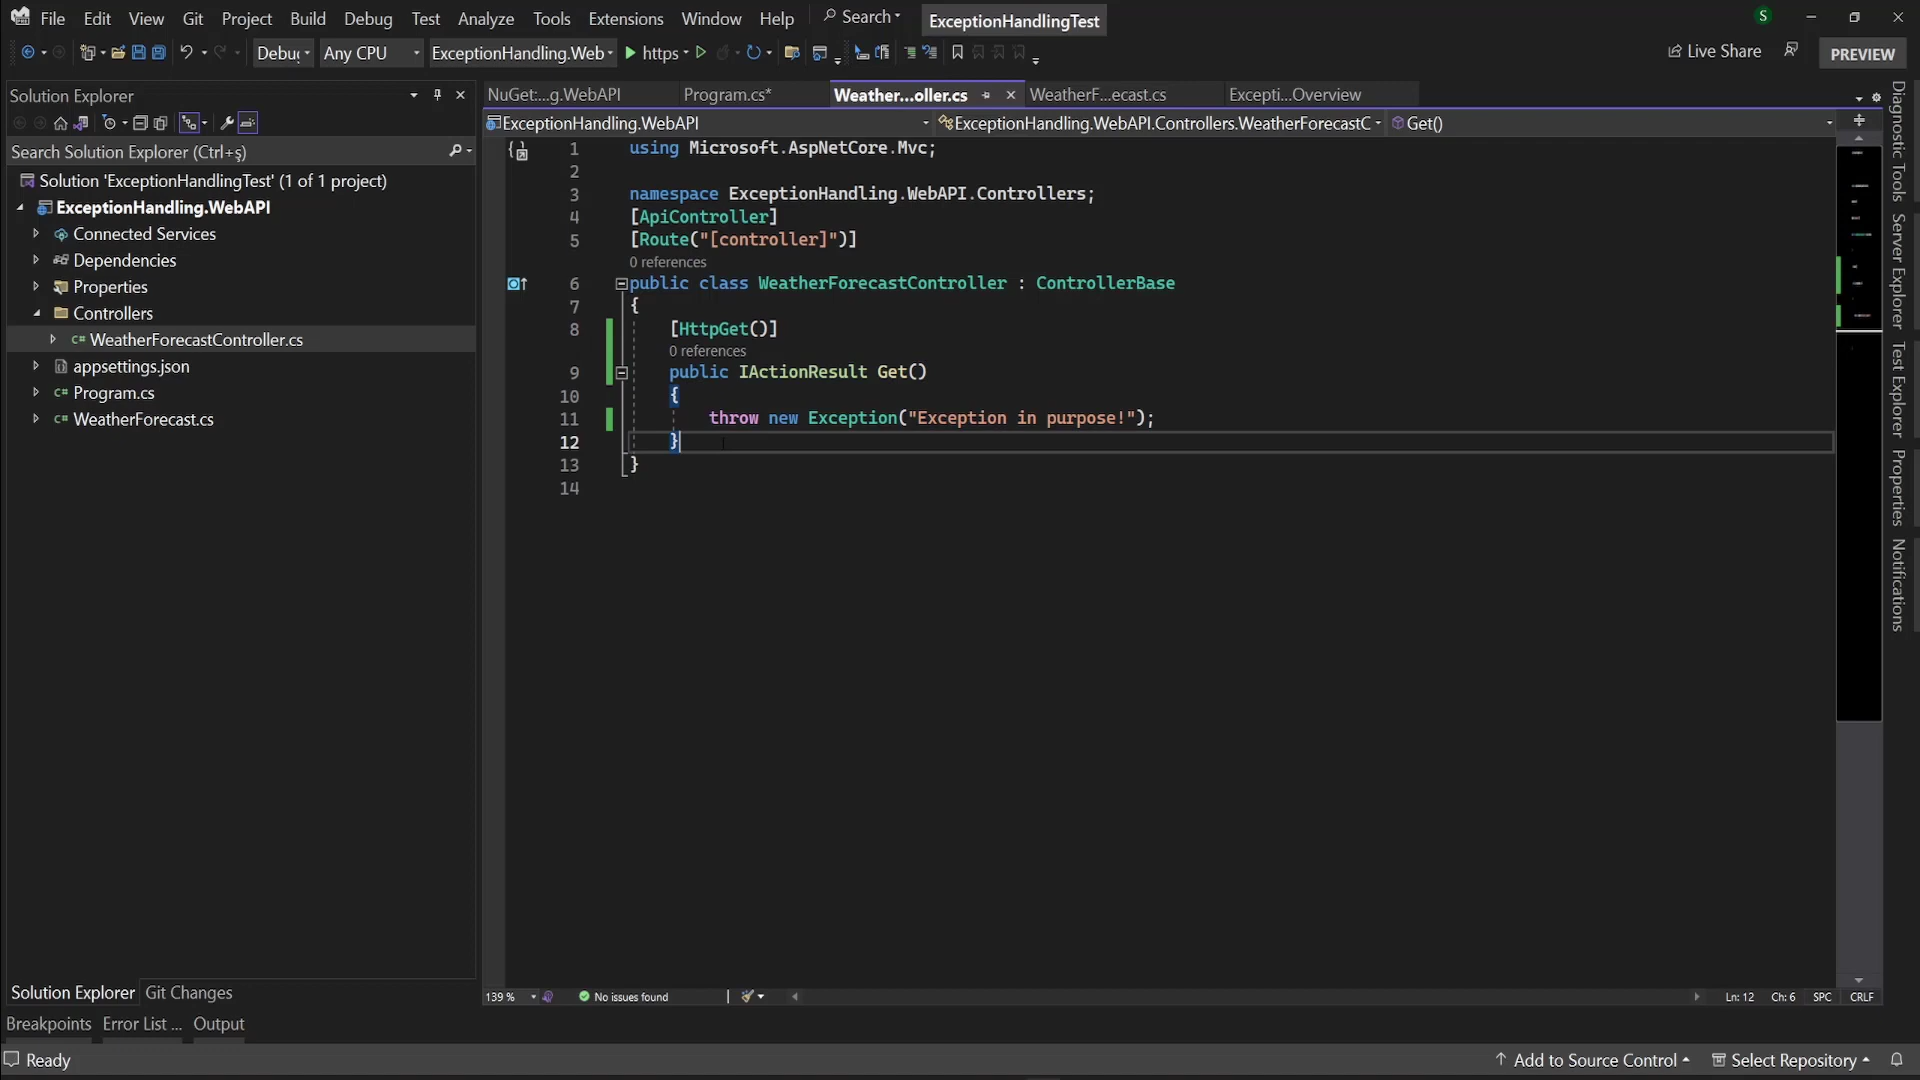 File Edit View Git Project Build Debug Test Analyze Tools Extensions Window Help Search ExceptionHandlingTest S
Debug Any CPU ExceptionHandling.Web https Live Share PREVIEW
Solution Explorer
Search Solution Explorer (Ctrl+ş)
Solution 'ExceptionHandlingTest' (1 of 1 project)
ExceptionHandling.WebAPI
Connected Services
Dependencies
Properties
Controllers
C# WeatherForecastController.cs
appsettings.json
C# Program.cs
C# WeatherForecast.cs
Solution Explorer Git Changes
NuGet:...g.WebAPI Program.cs* Weather...oller.cs WeatherF...ecast.cs Excepti...Overview
ExceptionHandling.WebAPI ExceptionHandling.WebAPI.Controllers.WeatherForecastC Get()
1 using Microsoft.AspNetCore.Mvc;
2
3 namespace ExceptionHandling.WebAPI.Controllers;
4 [ApiController]
5 [Route("[controller]")]
0 references
6 public class WeatherForecastController : ControllerBase
7 {
8 [HttpGet()]
0 references
9 public IActionResult Get()
10 {
11 throw new Exception("Exception in purpose!");
12 }
13 }
14
139 % No issues found Ln: 12 Ch: 6 SPC CRLF
Diagnostic Tools
Server Explorer
Test Explorer
Properties
Notifications
Breakpoints Error List ... Output
Ready Add to Source Control Select Repository